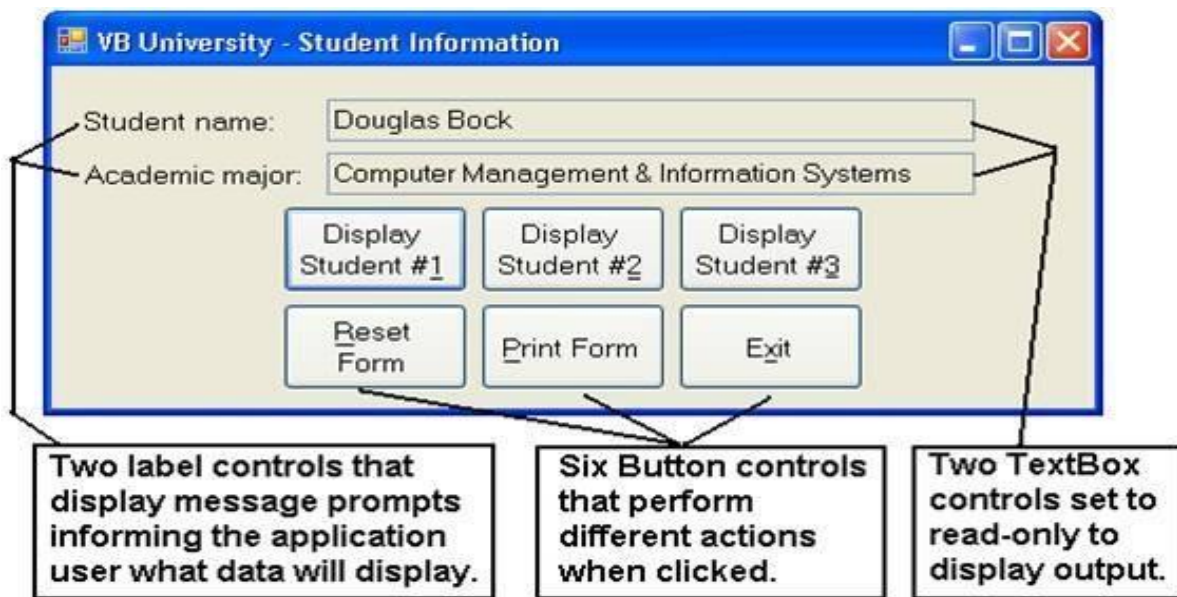 VB University - Student Information
Student name:
Douglas Bock
Academic major:
Computer Management & Information Systems
Display
Student #1
Display
Student #2
Display
Student #3
Reset
Form
Print Form
Exit
Two label controls that
display message prompts
informing the application
user what data will display.
Six Button controls
that perform
different actions
when clicked.
Two TextBox
controls set to
read-only to
display output.